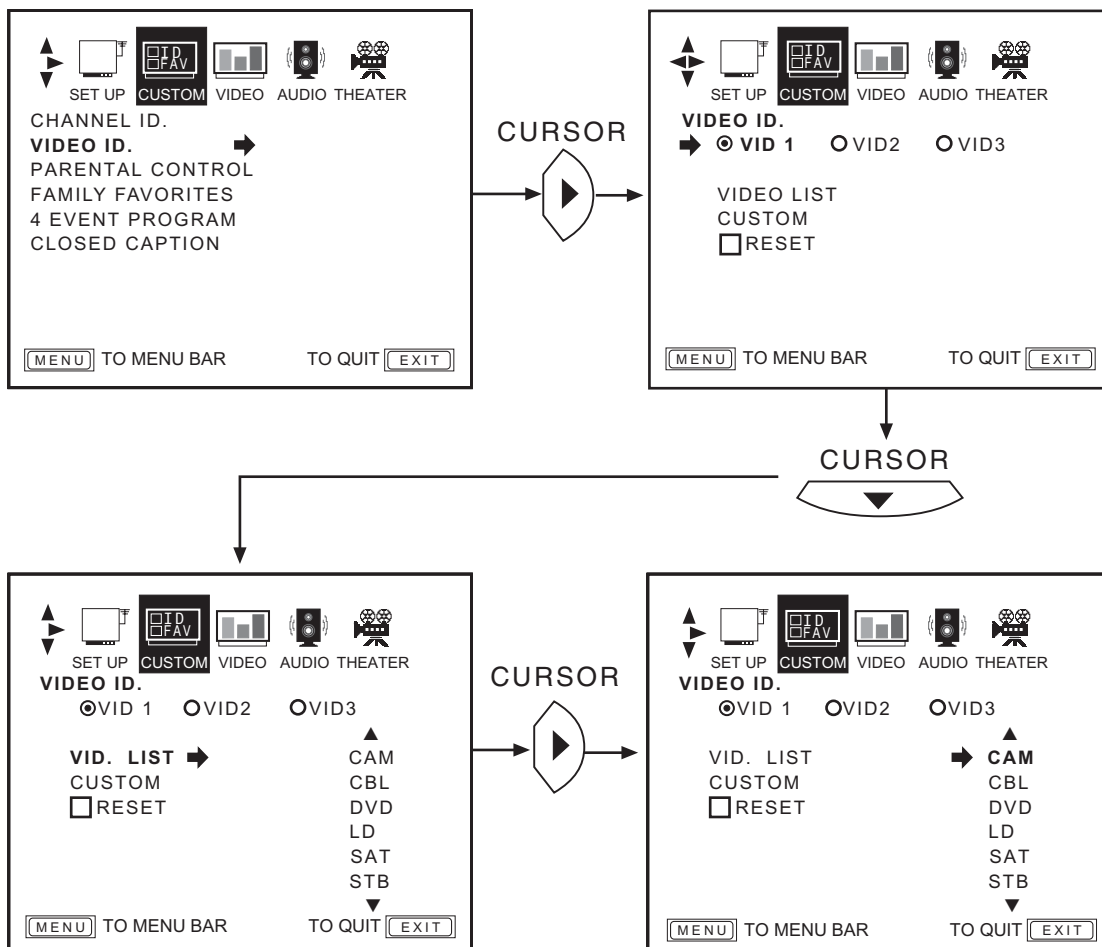 ID
FAV
SET UP CUSTOM VIDEO AUDIO THEATER
CHANNEL ID.
VIDEO ID.
PARENTAL CONTROL
FAMILY FAVORITES
4 EVENT PROGRAM
CLOSED CAPTION
MENU TO MENU BAR TO QUIT EXIT
CURSOR
ID
FAV
SET UP CUSTOM VIDEO AUDIO THEATER
VIDEO ID.
VID 1 VID2 VID3
VIDEO LIST
CUSTOM
RESET
MENU TO MENU BAR TO QUIT EXIT
CURSOR
ID
FAV
SET UP CUSTOM VIDEO AUDIO THEATER
VIDEO ID.
VID 1 VID2 VID3
VID. LIST CAM
CUSTOM CBL
RESET DVD
LD
SAT
STB
MENU TO MENU BAR TO QUIT EXIT
CURSOR
ID
FAV
SET UP CUSTOM VIDEO AUDIO THEATER
VIDEO ID.
VID 1 VID2 VID3
VID. LIST CAM
CUSTOM CBL
RESET DVD
LD
SAT
STB
MENU TO MENU BAR TO QUIT EXIT